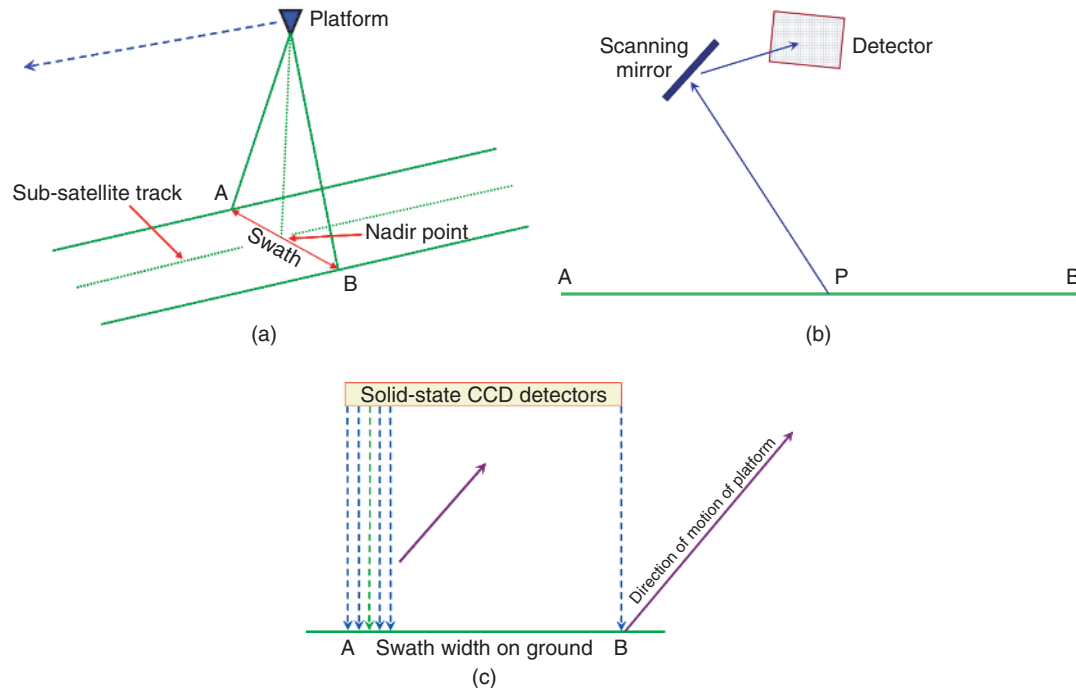 Platform
Sub-satellite track
A
Swath
Nadir point
B
(a)
Scanning
mirror
Detector
A
P
B
(b)
Solid-state CCD detectors
Direction of motion of platform
A
Swath width on ground
B
(c)